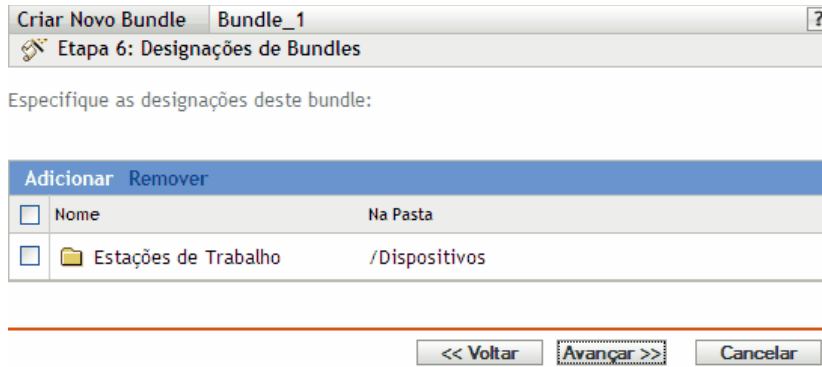 Criar Novo Bundle Bundle_1 ?
Etapa 6: Designações de Bundles
Especifique as designações deste bundle:
Adicionar Remover
Nome Na Pasta
Estações de Trabalho /Dispositivos
<< Voltar Avançar >> Cancelar